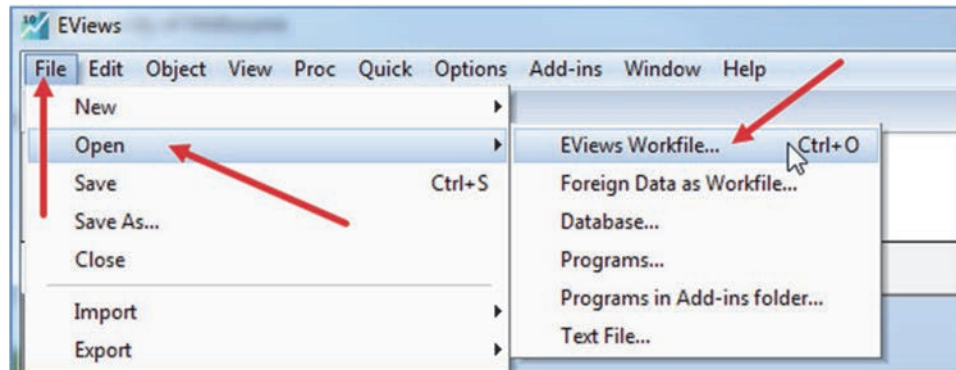 10
EViews
File Edit Object View Proc Quick Options Add-ins Window Help
New
Open
Save Ctrl+S
Save As...
Close
Import
Export
EViews Workfile... Ctrl+O
Foreign Data as Workfile...
Database...
Programs...
Programs in Add-ins folder...
Text File...